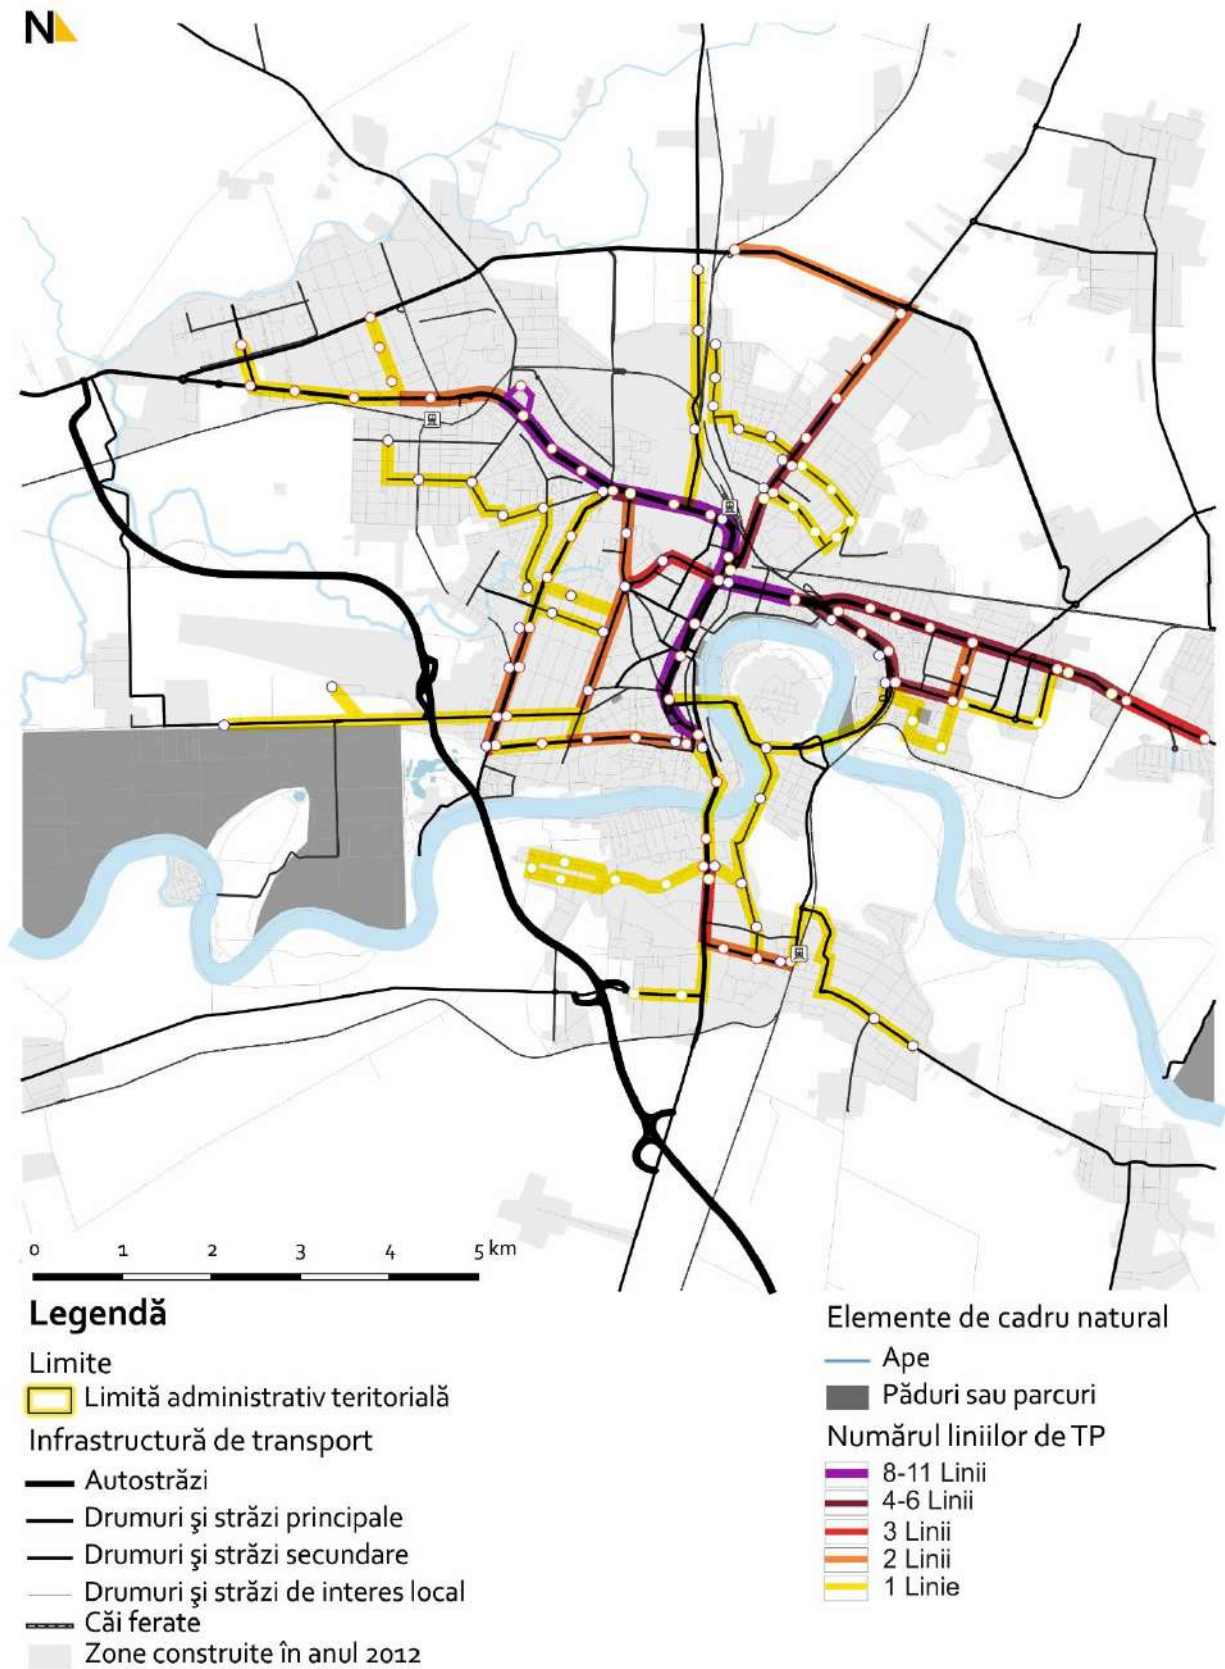 N
0 1 2 3 4 5 km
Legendă
Limite
Limită administrativ teritorială
Infrastructură de transport
Autostrăzi
Drumuri şi străzi principale
Drumuri şi străzi secundare
Drumuri şi străzi de interes local
Căi ferate
Zone construite în anul 2012
Elemente de cadru natural
Ape
Păduri sau parcuri
Numărul liniilor de TP
8-11 Linii
4-6 Linii
3 Linii
2 Linii
1 Linie